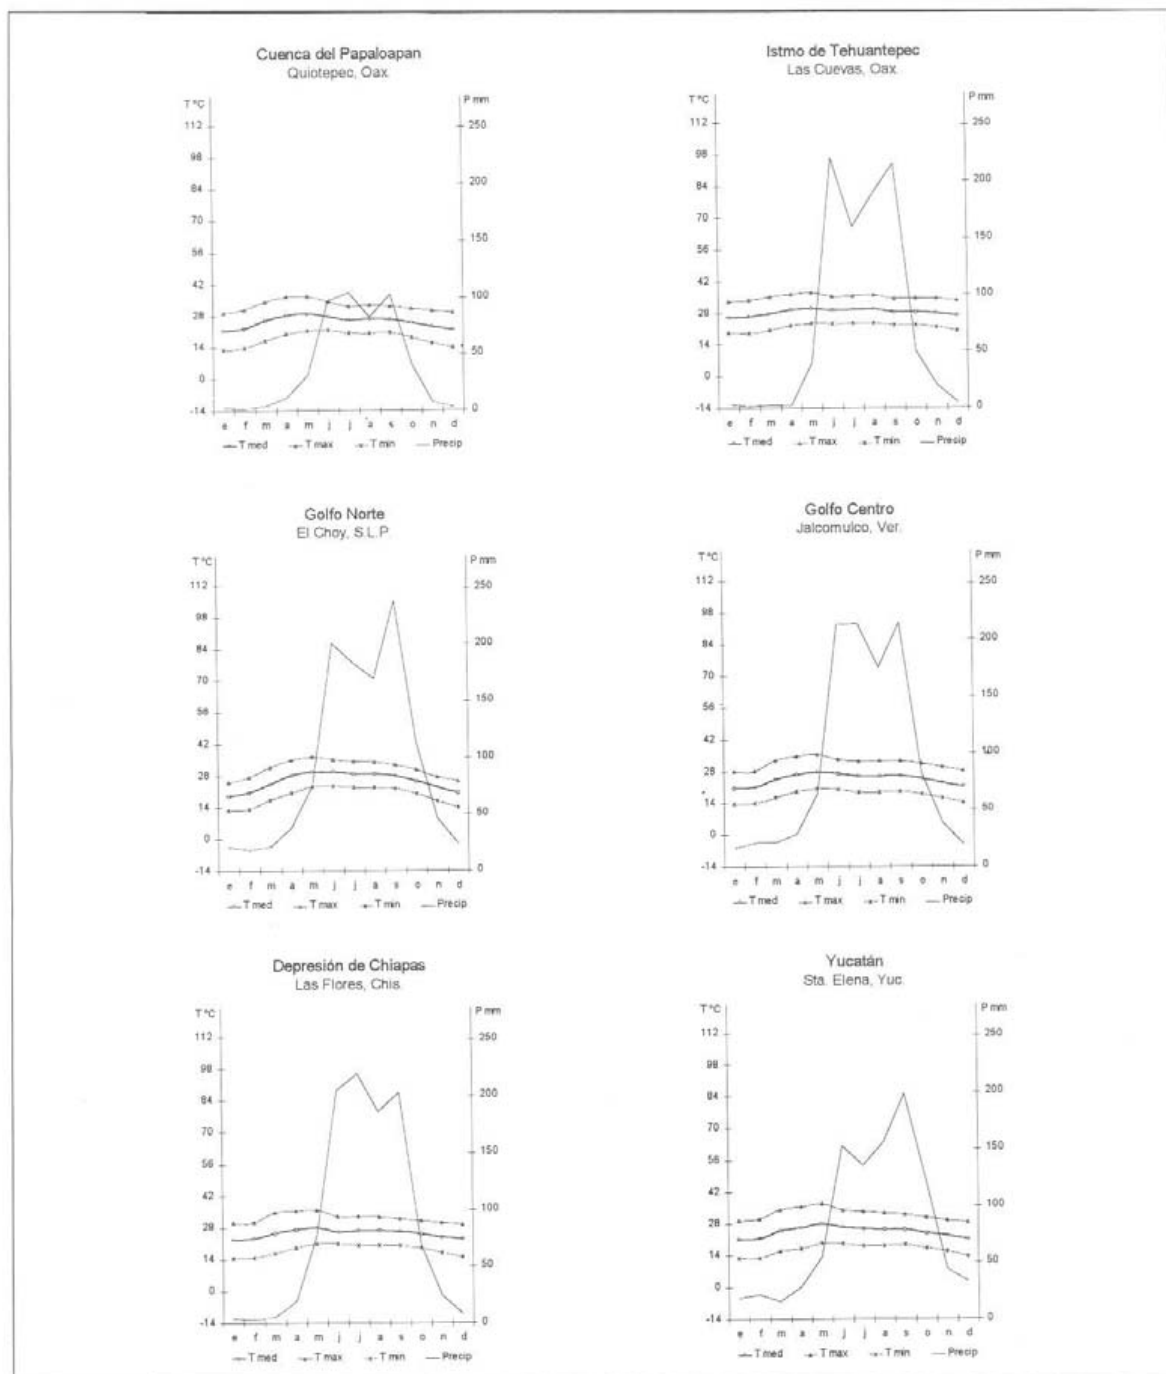 Cuenca del Papaloapan
Quiotepec, Oax.
T °C
P mm
112
98
84
70
56
42
28
14
0
-14
250
200
150
100
50
0
e f m a m j j a s o n d
T med T max T min Precip
Istmo de Tehuantepec
Las Cuevas, Oax.
T °C
P mm
112
98
84
70
56
42
28
14
0
-14
250
200
150
100
50
0
e f m a m j j a s o n d
T med T max T min Precip
Golfo Norte
El Choy, S.L.P
T °C
P mm
112
98
84
70
56
42
28
14
0
-14
250
200
150
100
50
0
e f m a m j j a s o n d
T med T max T min Precip
Golfo Centro
Jalcomulco, Ver.
T °C
P mm
112
98
84
70
56
42
28
14
0
-14
250
200
150
100
50
0
e f m a m j j a s o n d
T med T max T min Precip
Depresión de Chiapas
Las Flores, Chis.
T °C
P mm
112
98
84
70
56
42
28
14
0
-14
250
200
150
100
50
0
e f m a m j j a s o n d
T med T max T min Precip
Yucatán
Sta. Elena, Yuc.
T °C
P mm
112
98
84
70
56
42
28
14
0
-14
250
200
150
100
50
0
e f m a m j j a s o n d
T med T max T min Precip